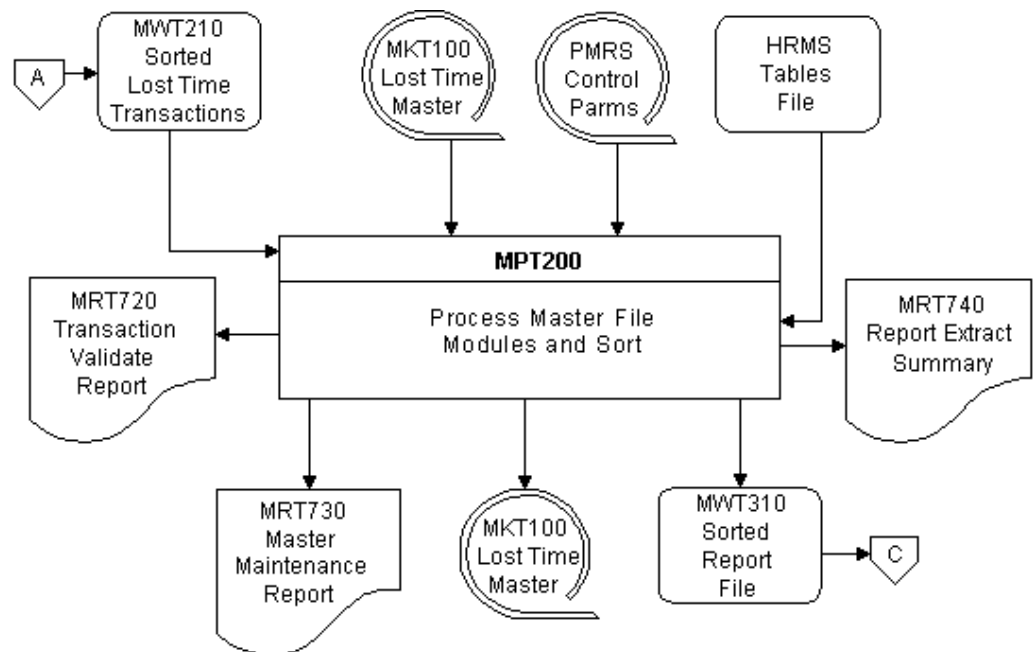 A
MWT210
Sorted
Lost Time
Transactions
MKT100
Lost Time
Master
PMRS
Control
Parms
HRMS
Tables
File
MPT200
Process Master File
Modules and Sort
MRT720
Transaction
Validate
Report
MRT740
Report Extract
Summary
MRT730
Master
Maintenance
Report
MKT100
Lost Time
Master
MWT310
Sorted
Report
File
C